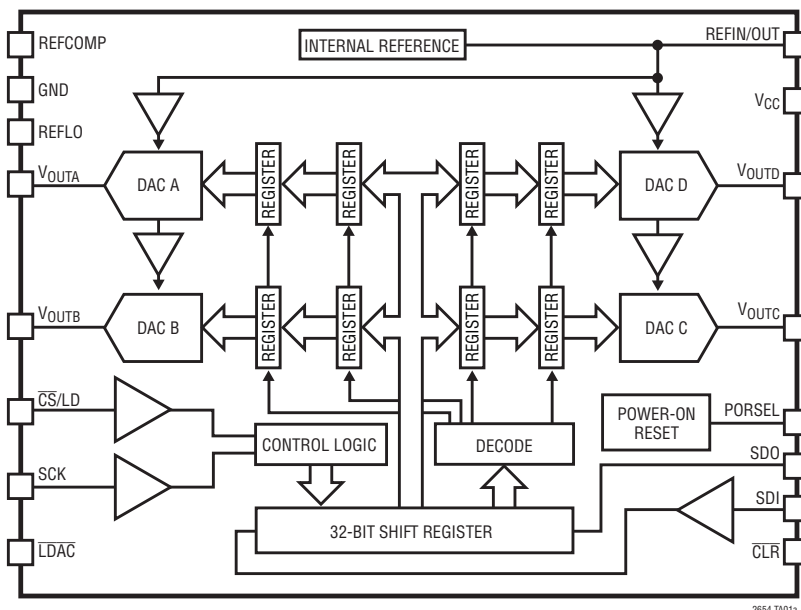 REFCOMP
INTERNAL REFERENCE
REFIN/OUT
GND
VCC
REFLO
VOUTA
DAC A
REGISTER
REGISTER
REGISTER
REGISTER
DAC D
VOUTD
VOUTB
DAC B
REGISTER
REGISTER
REGISTER
REGISTER
DAC C
VOUTC
CS/LD
CONTROL LOGIC
DECODE
POWER-ON
RESET
PORSEL
SCK
SDO
32-BIT SHIFT REGISTER
SDI
LDAC
CLR
2654 TA01a